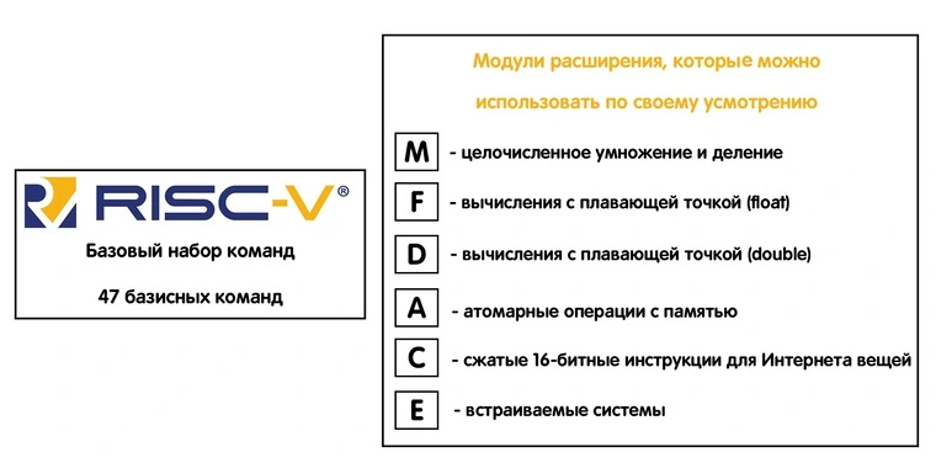 RISC-V®
Базовый набор команд
47 базисных команд
Модули расширения, которые можно
использовать по своему усмотрению
M - целочисленное умножение и деление
F - вычисления с плавающей точкой (float)
D - вычисления с плавающей точкой (double)
A - атомарные операции с памятью
C - сжатые 16-битные инструкции для Интернета вещей
E - встраиваемые системы